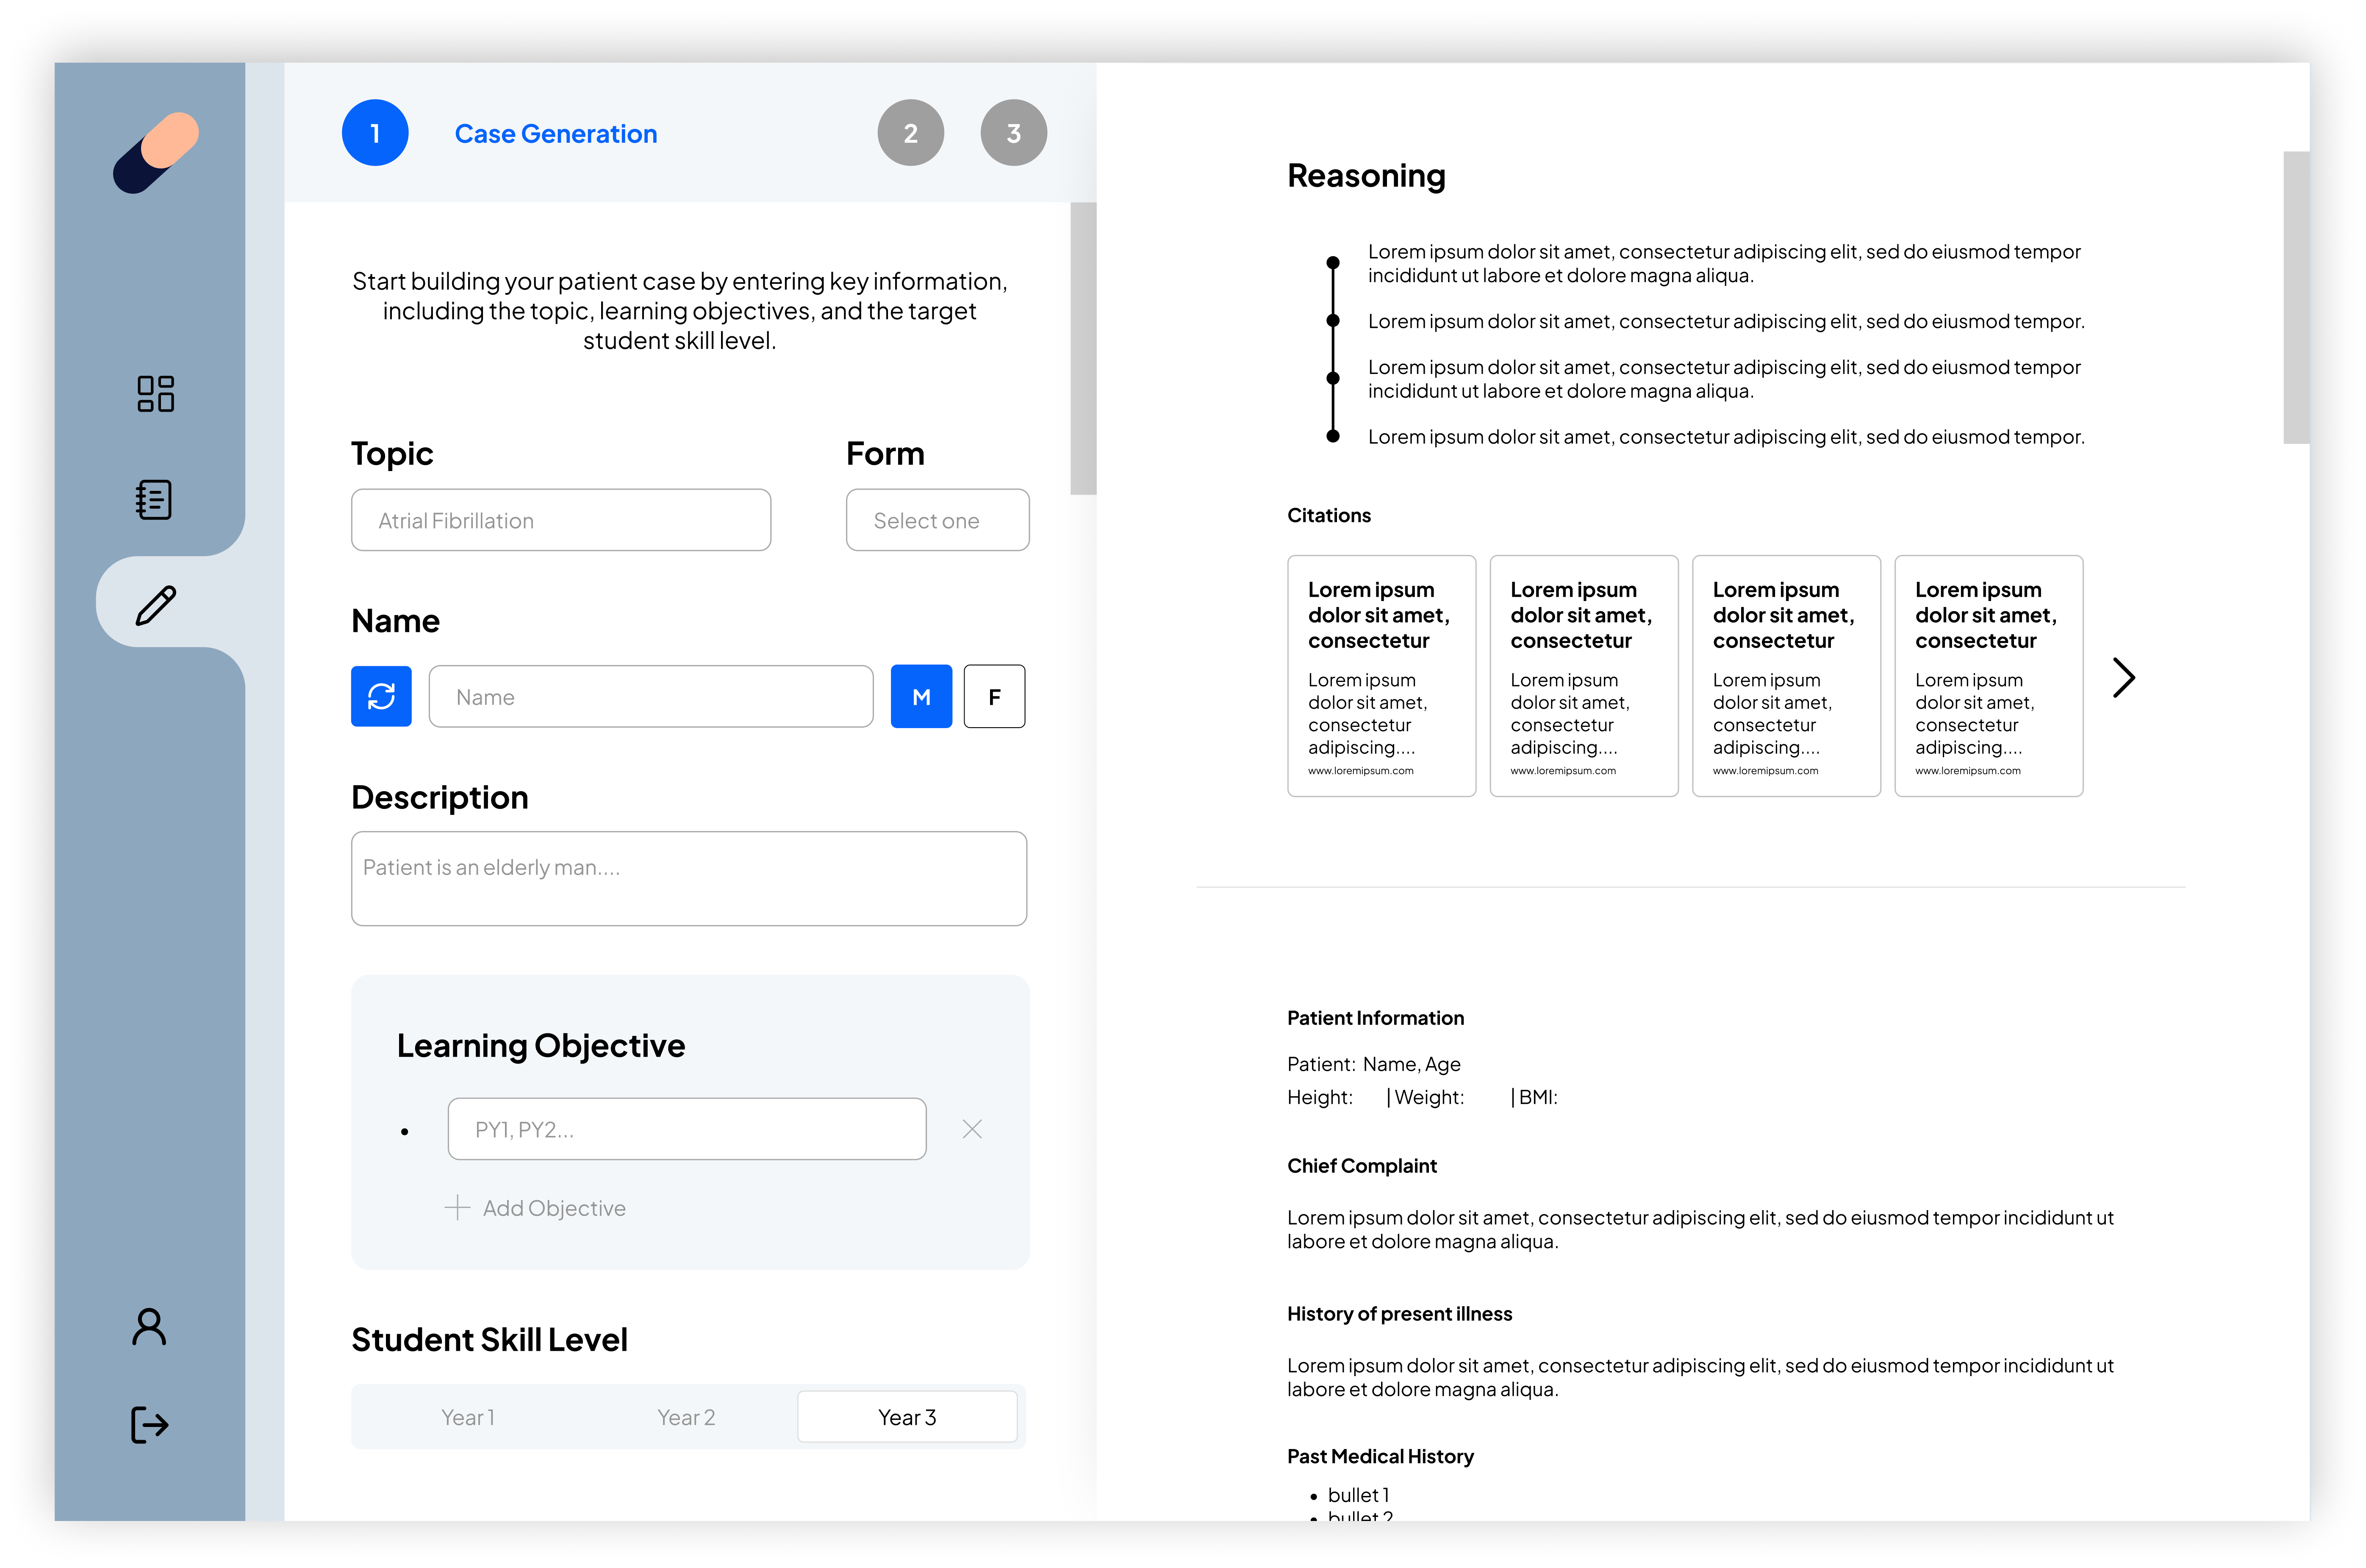 1
Case Generation
2
3
Start building your patient case by entering key information,
including the topic, learning objectives, and the target
student skill level.
Topic
Form
Atrial Fibrillation
Select one
Name
Name
M
F
Description
Patient is an elderly man....
Learning Objective
• PY1, PY2...
Add Objective
Student Skill Level
Year 1
Year 2
Year 3
Reasoning
Lorem ipsum dolor sit amet, consectetur adipiscing elit, sed do eiusmod tempor
incididunt ut labore et dolore magna aliqua.
Lorem ipsum dolor sit amet, consectetur adipiscing elit, sed do eiusmod tempor.
Lorem ipsum dolor sit amet, consectetur adipiscing elit, sed do eiusmod tempor
incididunt ut labore et dolore magna aliqua.
Lorem ipsum dolor sit amet, consectetur adipiscing elit, sed do eiusmod tempor.
Citations
Lorem ipsum
dolor sit amet,
consectetur
Lorem ipsum
dolor sit amet,
consectetur
adipiscing....
www.loremipsum.com
Lorem ipsum
dolor sit amet,
consectetur
Lorem ipsum
dolor sit amet,
consectetur
adipiscing....
www.loremipsum.com
Lorem ipsum
dolor sit amet,
consectetur
Lorem ipsum
dolor sit amet,
consectetur
adipiscing....
www.loremipsum.com
Lorem ipsum
dolor sit amet,
consectetur
Lorem ipsum
dolor sit amet,
consectetur
adipiscing....
www.loremipsum.com
Patient Information
Patient: Name, Age
Height: | Weight: | BMI:
Chief Complaint
Lorem ipsum dolor sit amet, consectetur adipiscing elit, sed do eiusmod tempor incididunt ut
labore et dolore magna aliqua.
History of present illness
Lorem ipsum dolor sit amet, consectetur adipiscing elit, sed do eiusmod tempor incididunt ut
labore et dolore magna aliqua.
Past Medical History
• bullet 1
• bullet 2